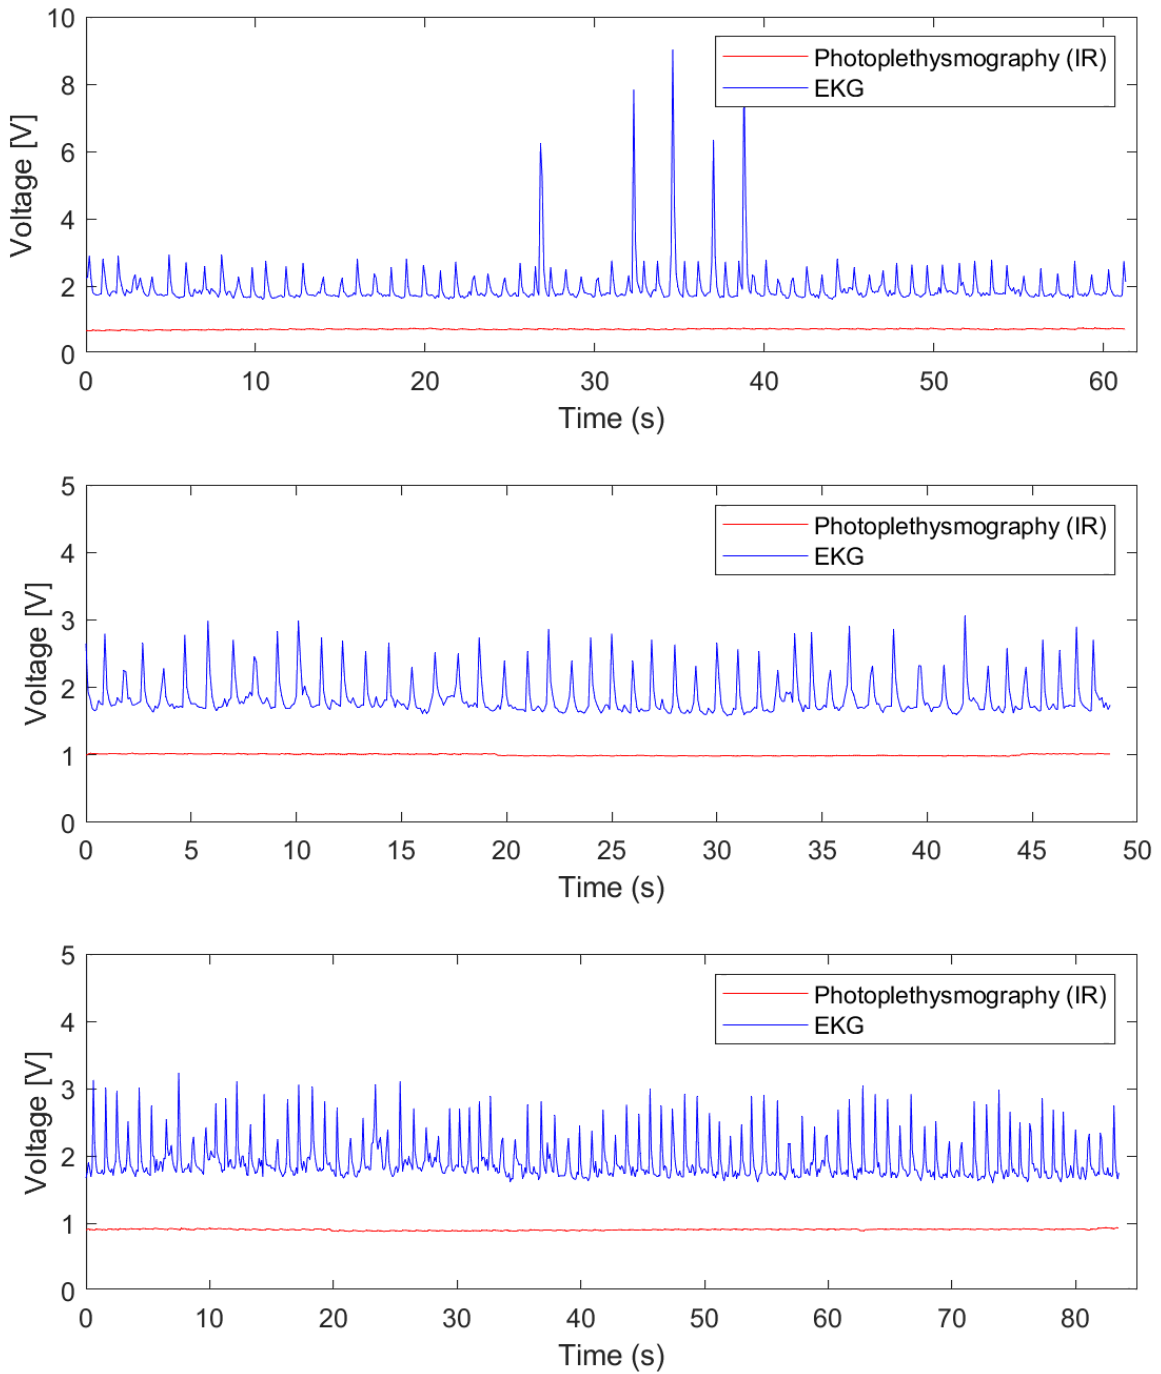 10
8
6
4
2
0
Voltage [V]
Photoplethysmography (IR)
EKG
0 10 20 30 40 50 60
Time (s)
5
4
3
2
1
0
Voltage [V]
Photoplethysmography (IR)
EKG
0 5 10 15 20 25 30 35 40 45 50
Time (s)
5
4
3
2
1
0
Voltage [V]
Photoplethysmography (IR)
EKG
0 10 20 30 40 50 60 70 80
Time (s)